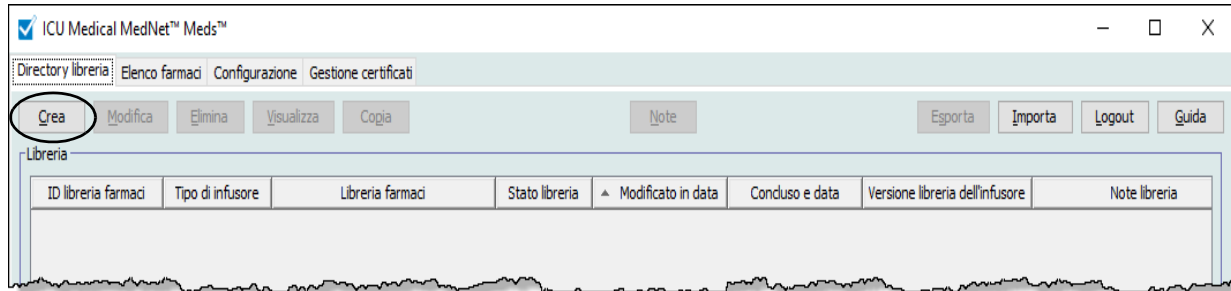 ICU Medical MedNet™ Meds™
Directory libreria Elenco farmaci Configurazione Gestione certificati
Crea Modifica Elimina Visualizza Copia Note Esporta Importa Logout Guida
Libreria
ID libreria farmaci Tipo di infusore Libreria farmaci Stato libreria Modificato in data Concluso e data Versione libreria dell'infusore Note libreria